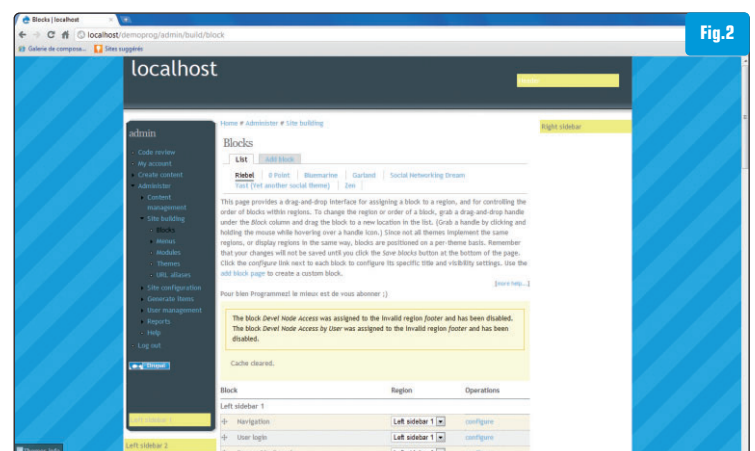 Blocks | localhost
localhost/demoprog/admin/build/block
Galerie de composa... Sites suggérés
Fig.2
localhost
Home # Administer # Site building
Right sidebar
admin
Code review
My account
Create content
Administer
Content
management
Site building
Blocks
Menus
Modules
Themes
URL aliases
Site configuration
Generate items
User management
Reports
Help
Log out
Drupal
Left sidebar 1
Left sidebar 2
Blocks
List Add block
Riebel 0 Point Bluemarine Garland Social Networking Dream
Yast (Yet another social theme) Zen
This page provides a drag-and-drop interface for assigning a block to a region, and for controlling the
order of blocks within regions. To change the region or order of a block, grab a drag-and-drop handle
under the Block column and drag the block to a new location in the list. (Grab a handle by clicking and
holding the mouse while hovering over a handle icon.) Since not all themes implement the same
regions, or display regions in the same way, blocks are positioned on a per-theme basis. Remember
that your changes will not be saved until you click the Save blocks button at the bottom of the page.
Click the configure link next to each block to configure its specific title and visibility settings. Use the
add block page to create a custom block.
[more help...]
Pour bien Programmez! le mieux est de vous abonner ;)
The block Devel Node Access was assigned to the invalid region footer and has been disabled.
The block Devel Node Access by User was assigned to the invalid region footer and has been
disabled.
Cache cleared.
Block Region Operations
Left sidebar 1
Navigation Left sidebar 1 configure
User login Left sidebar 1 configure